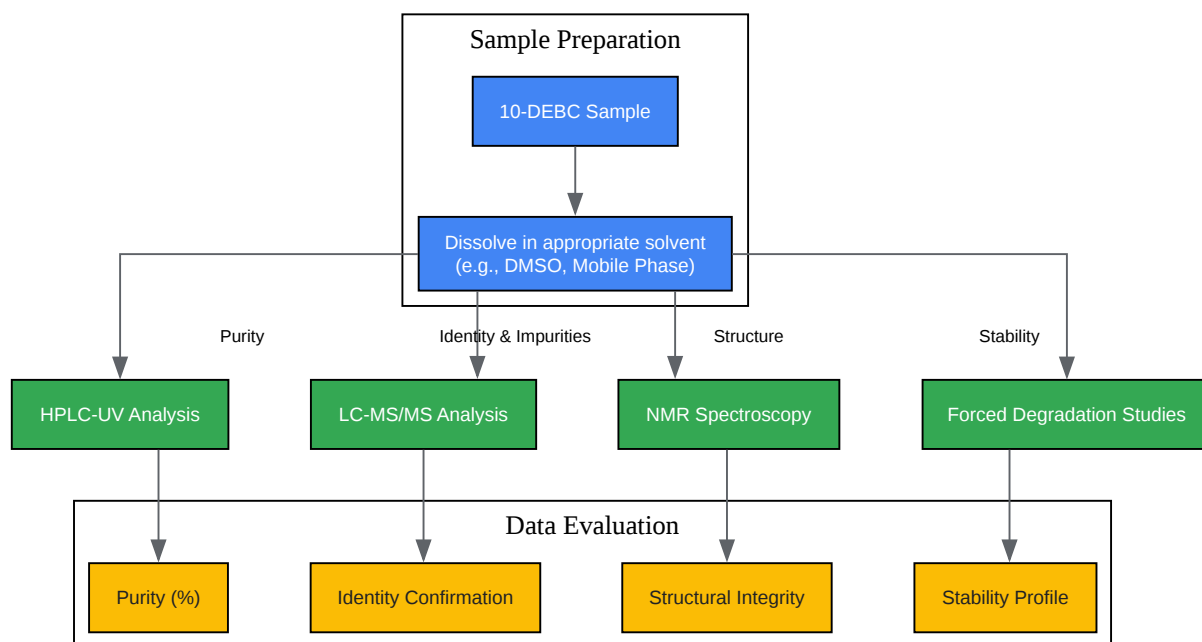 Sample Preparation
10-DEBC Sample
Dissolve in appropriate solvent
(e.g., DMSO, Mobile Phase)
Purity
Identity & Impurities
Structure
Stability
HPLC-UV Analysis
LC-MS/MS Analysis
NMR Spectroscopy
Forced Degradation Studies
Data Evaluation
Purity (%)
Identity Confirmation
Structural Integrity
Stability Profile